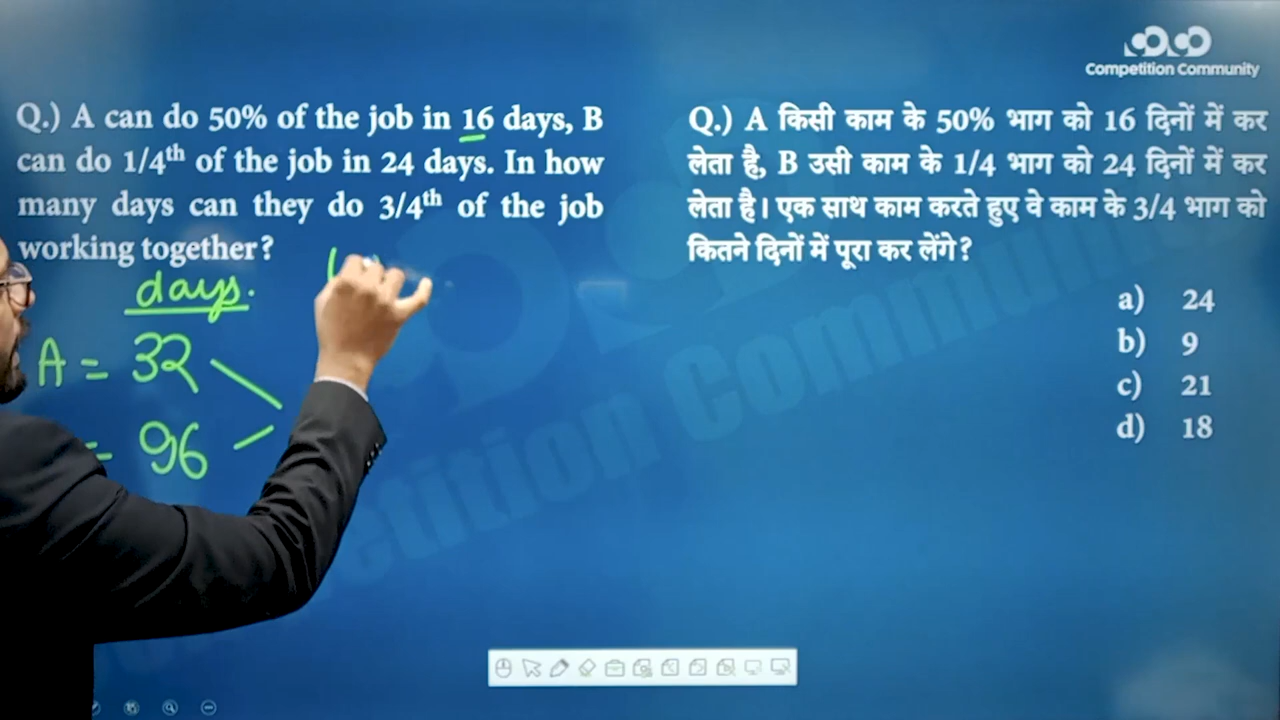 Competition Community
Q.) A can do 50% of the job in 16 days, B
can do 1/4th of the job in 24 days. In how
many days can they do 3/4th of the job
working together?
Q.) A किसी काम के 50% भाग को 16 दिनों में कर
लेता है, B उसी काम के 1/4 भाग को 24 दिनों में कर
लेता है। एक साथ काम करते हुए वे काम के 3/4 भाग को
कितने दिनों में पूरा कर लेंगे?
a) 24
b) 9
c) 21
d) 18
days.
A = 32
= 96